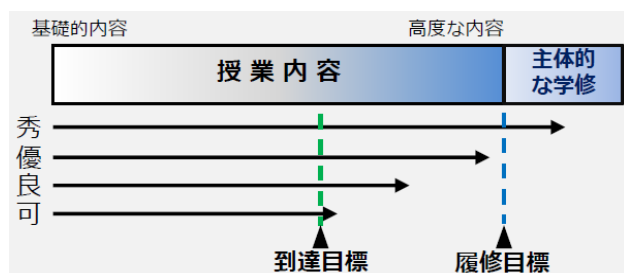 基礎的内容
高度な内容
授業内容
主体的
な学修
秀
優
良
可
到達目標
履修目標